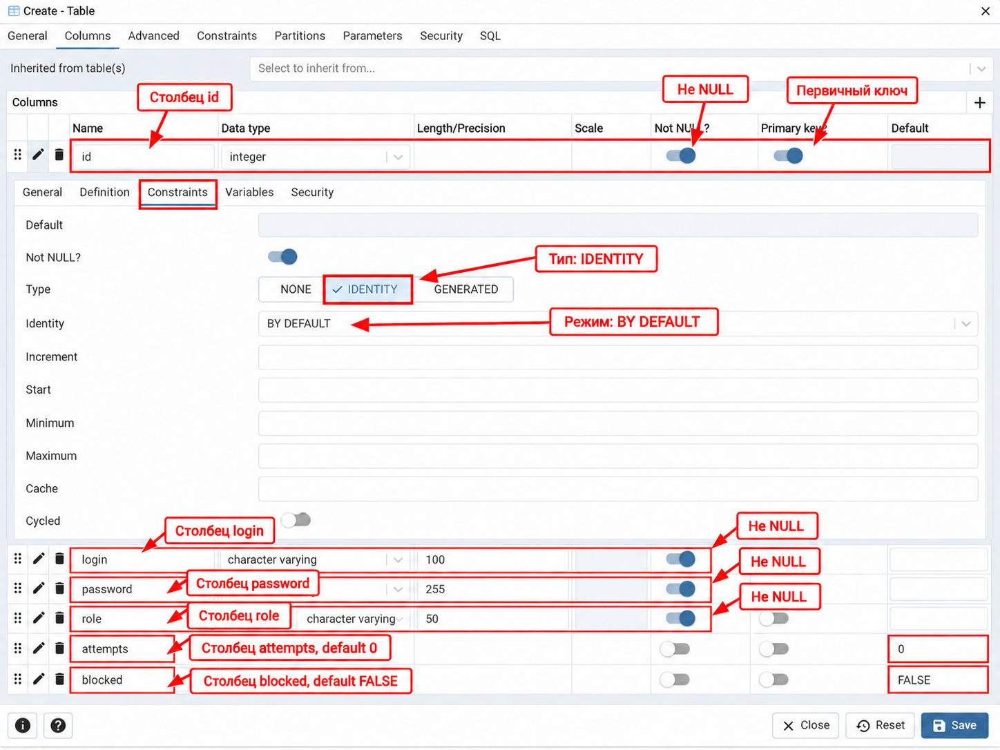 Create - Table
General Columns Advanced Constraints Partitions Parameters Security SQL
Inherited from table(s) Select to inherit from...
Столбец id
Не NULL
Первичный ключ
Columns
Name Data type Length/Precision Scale Not NULL? Primary key? Default
id integer
General Definition Constraints Variables Security
Default
Not NULL?
Тип: IDENTITY
Type NONE IDENTITY GENERATED
Режим: BY DEFAULT
Identity BY DEFAULT
Increment
Start
Minimum
Maximum
Cache
Cycled
Столбец login
Не NULL
login character varying 100
Не NULL
Столбец password
password 255
Не NULL
Столбец role
role character varying 50
attempts Столбец attempts, default 0 0
blocked Столбец blocked, default FALSE FALSE
Close Reset Save